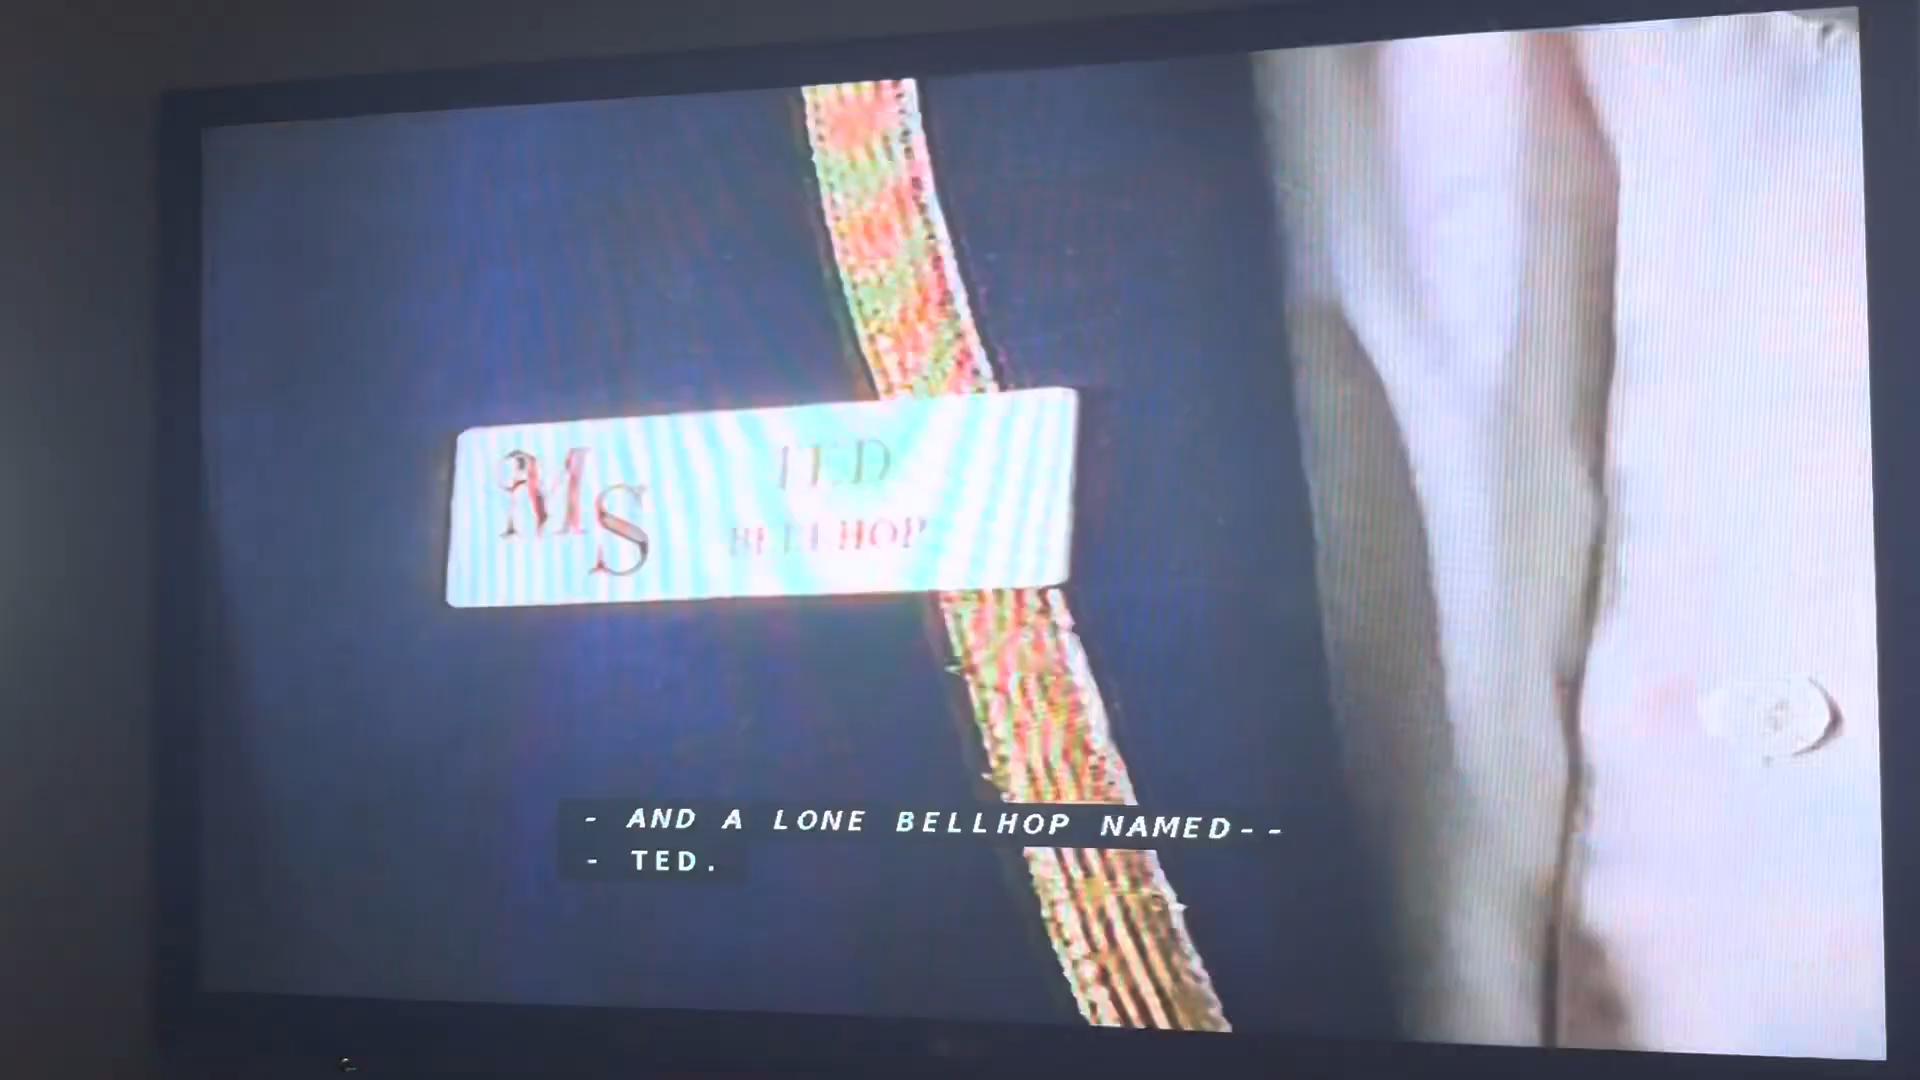 MS
TED
BELLHOP
- AND A LONE BELLHOP NAMED--
- TED.